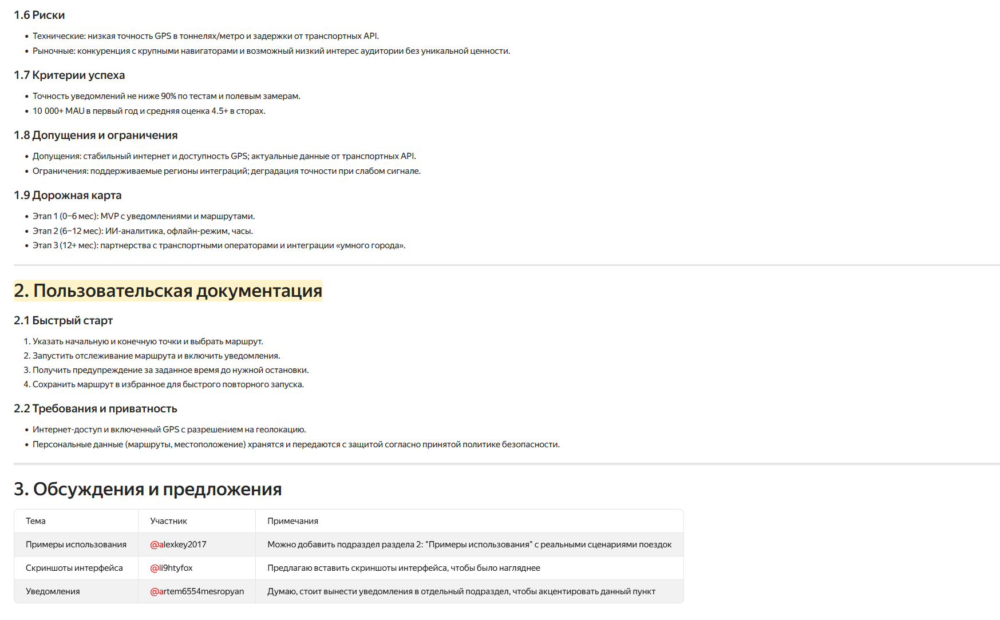 1.6 Риски
• Технические: низкая точность GPS в тоннелях/метро и задержки от транспортных API.
• Рыночные: конкуренция с крупными навигаторами и возможный низкий интерес аудитории без уникальной ценности.
1.7 Критерии успеха
• Точность уведомлений не ниже 90% по тестам и полевым замерам.
• 10 000+ MAU в первый год и средняя оценка 4.5+ в сторах.
1.8 Допущения и ограничения
• Допущения: стабильный интернет и доступность GPS; актуальные данные от транспортных API.
• Ограничения: поддерживаемые регионы интеграций; деградация точности при слабом сигнале.
1.9 Дорожная карта
• Этап 1 (0–6 мес): MVP с уведомлениями и маршрутами.
• Этап 2 (6–12 мес): ИИ-аналитика, офлайн-режим, часы.
• Этап 3 (12+ мес): партнерства с транспортными операторами и интеграции «умного города».
2. Пользовательская документация
2.1 Быстрый старт
1. Указать начальную и конечную точки и выбрать маршрут.
2. Запустить отслеживание маршрута и включить уведомления.
3. Получить предупреждение за заданное время до нужной остановки.
4. Сохранить маршрут в избранное для быстрого повторного запуска.
2.2 Требования и приватность
• Интернет-доступ и включенный GPS с разрешением на геолокацию.
• Персональные данные (маршруты, местоположение) хранятся и передаются с защитой согласно принятой политике безопасности.
3. Обсуждения и предложения
Тема Участник Примечания
Примеры использования @alexkey2017 Можно добавить подраздел раздела 2: "Примеры использования" с реальными сценариями поездок
Скриншоты интерфейса @li9htyfox Предлагаю вставить скриншоты интерфейса, чтобы было нагляднее
Уведомления @artem6554mesropyan Думаю, стоит вынести уведомления в отдельный подраздел, чтобы акцентировать данный пункт